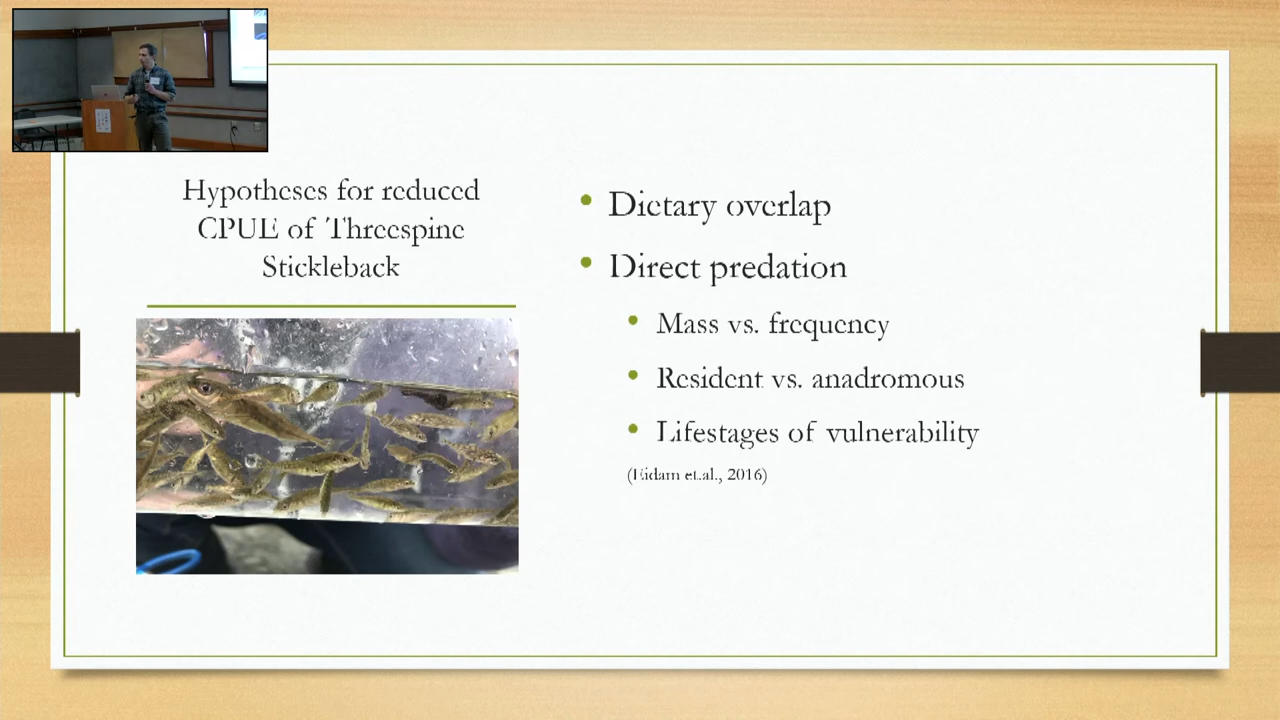 Hypotheses for reduced
CPUE of Threespine
Stickleback
Dietary overlap
Direct predation
Mass vs. frequency
Resident vs. anadromous
Lifestages of vulnerability
(Eidam et.al., 2016)